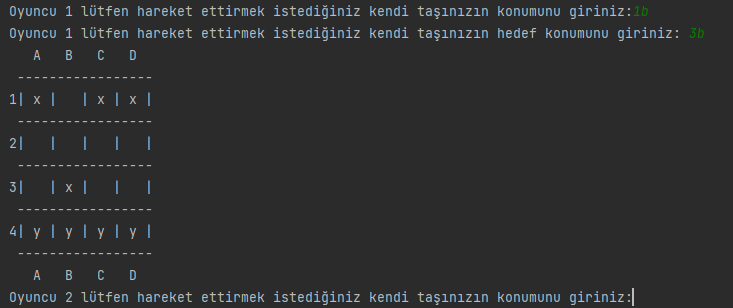 Oyuncu 1 lütfen hareket ettirmek istediğiniz kendi taşınızın konumunu giriniz:1b
Oyuncu 1 lütfen hareket ettirmek istediğiniz kendi taşınızın hedef konumunu giriniz: 3b
   A   B   C   D
 -----------------
1| x |   | x | x |
 -----------------
2|   |   |   |   |
 -----------------
3|   | x |   |   |
 -----------------
4| y | y | y | y |
 -----------------
   A   B   C   D
Oyuncu 2 lütfen hareket ettirmek istediğiniz kendi taşınızın konumunu giriniz: